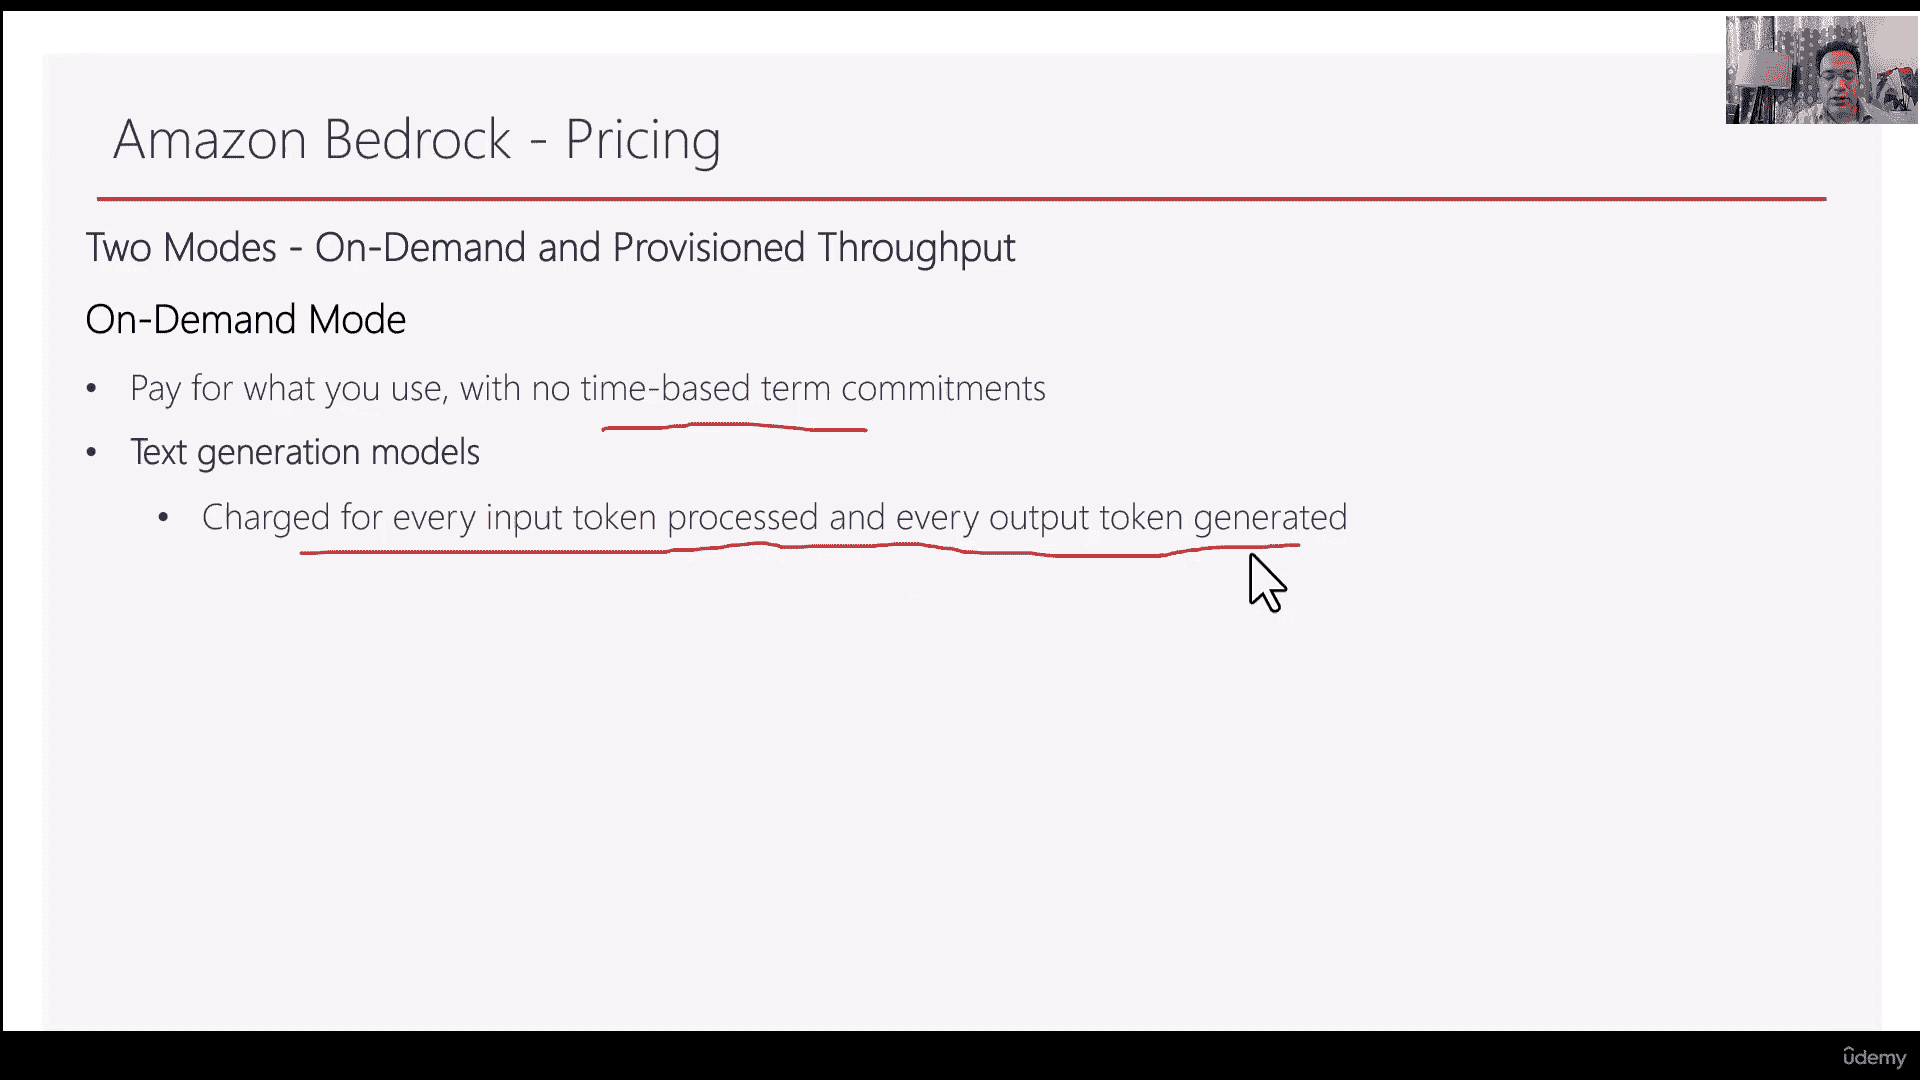 Amazon Bedrock - Pricing
Two Modes - On-Demand and Provisioned Throughput
On-Demand Mode
• Pay for what you use, with no time-based term commitments
• Text generation models
• Charged for every input token processed and every output token generated
ûdemy